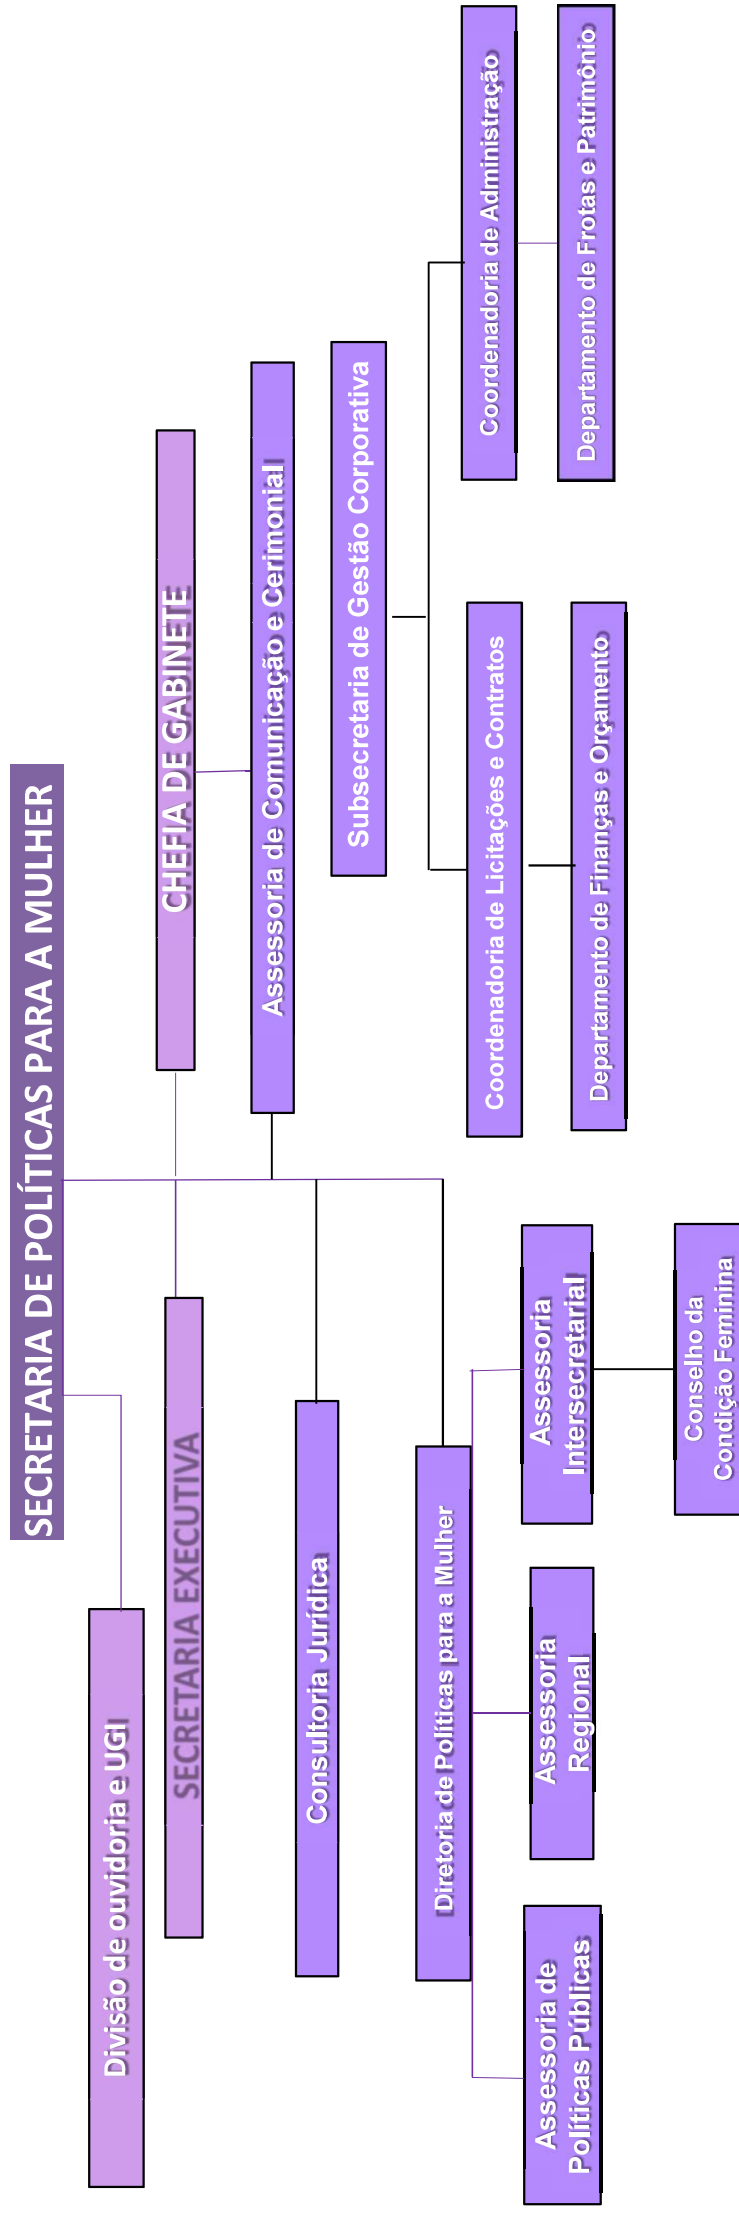 SECRETARIA DE POLÍTICAS PARA A MULHER
Divisão de ouvidoria e UGI
CHEFIA DE GABINETE
SECRETARIA EXECUTIVA
Assessoria de Comunicação e Cerimonial
Consultoria Jurídica
Subsecretaria de Gestão Corporativa
Diretoria de Políticas para a Mulher
Coordenadoria de Licitações e Contratos
Coordenadoria de Administração
Assessoria de
Políticas Públicas
Assessoria
Regional
Assessoria
Intersecretarial
Departamento de Finanças e Orçamento
Departamento de Frotas e Patrimônio
Conselho da
Condição Feminina